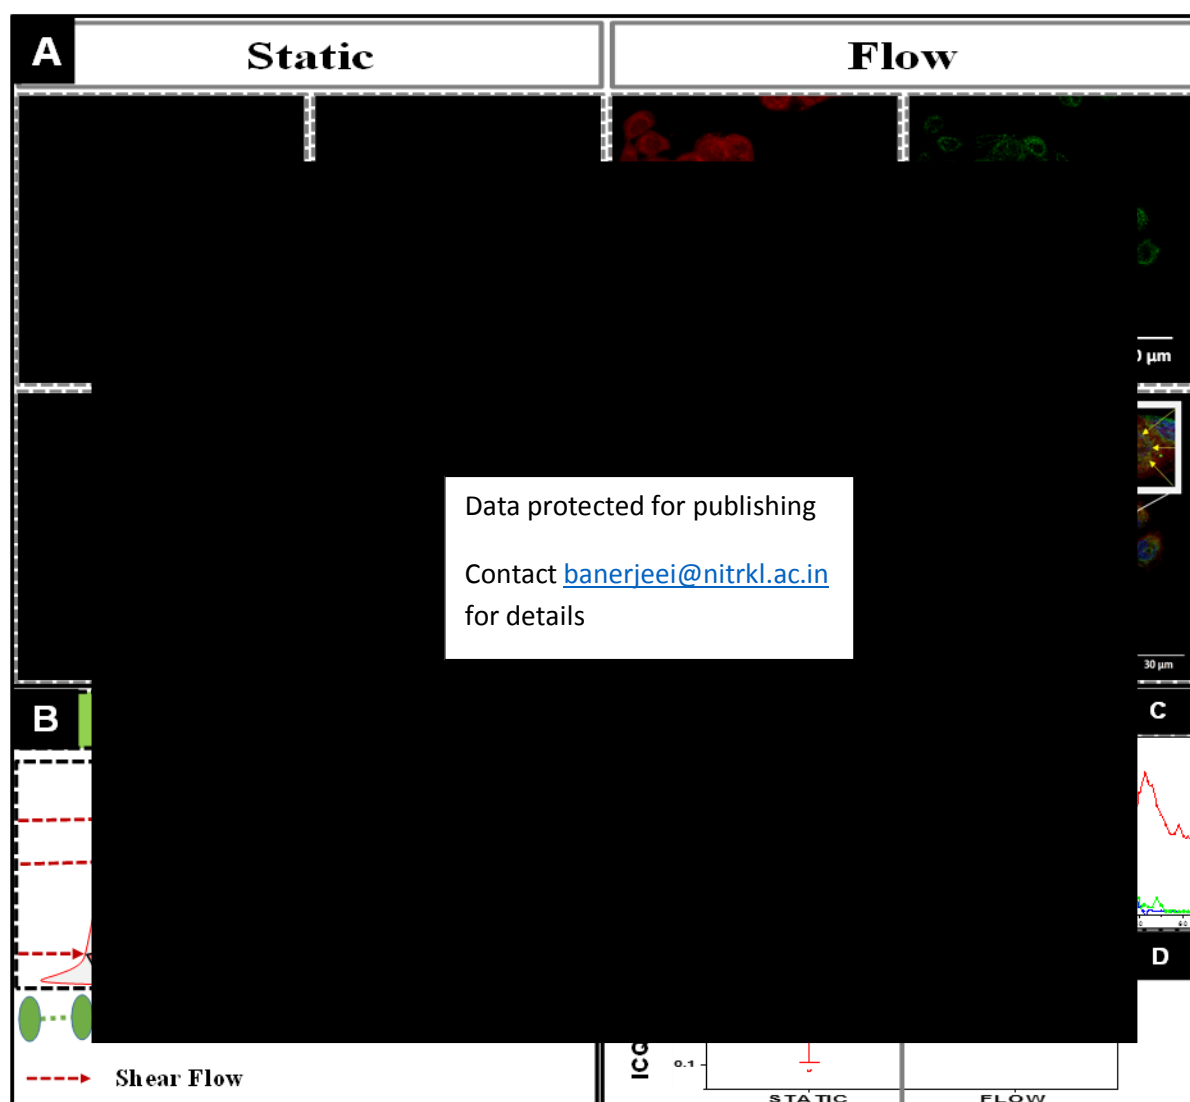 A
Static
Flow
µm
Data protected for publishing
Contact banerjeei@nitrkl.ac.in
for details
30 µm
B
C
D
ICQ
0.1
Shear Flow
STATIC
FLOW